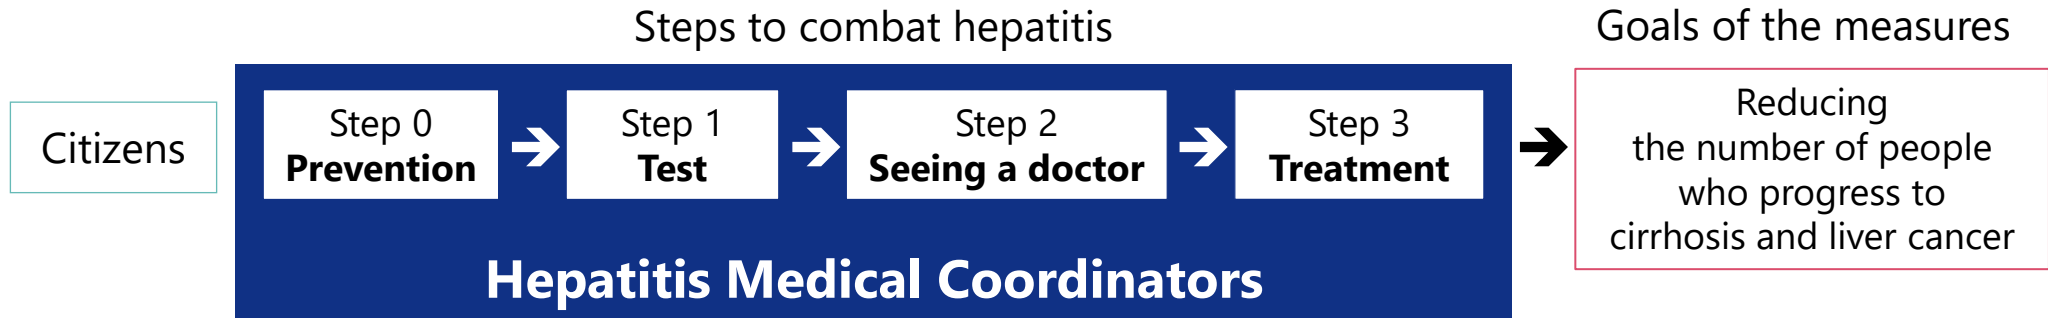 Steps to combat hepatitis
Goals of the measures
Citizens
Step 0
Prevention
Step 1
Test
Step 2
Seeing a doctor
Step 3
Treatment
Hepatitis Medical Coordinators
Reducing
the number of people
who progress to
cirrhosis and liver cancer